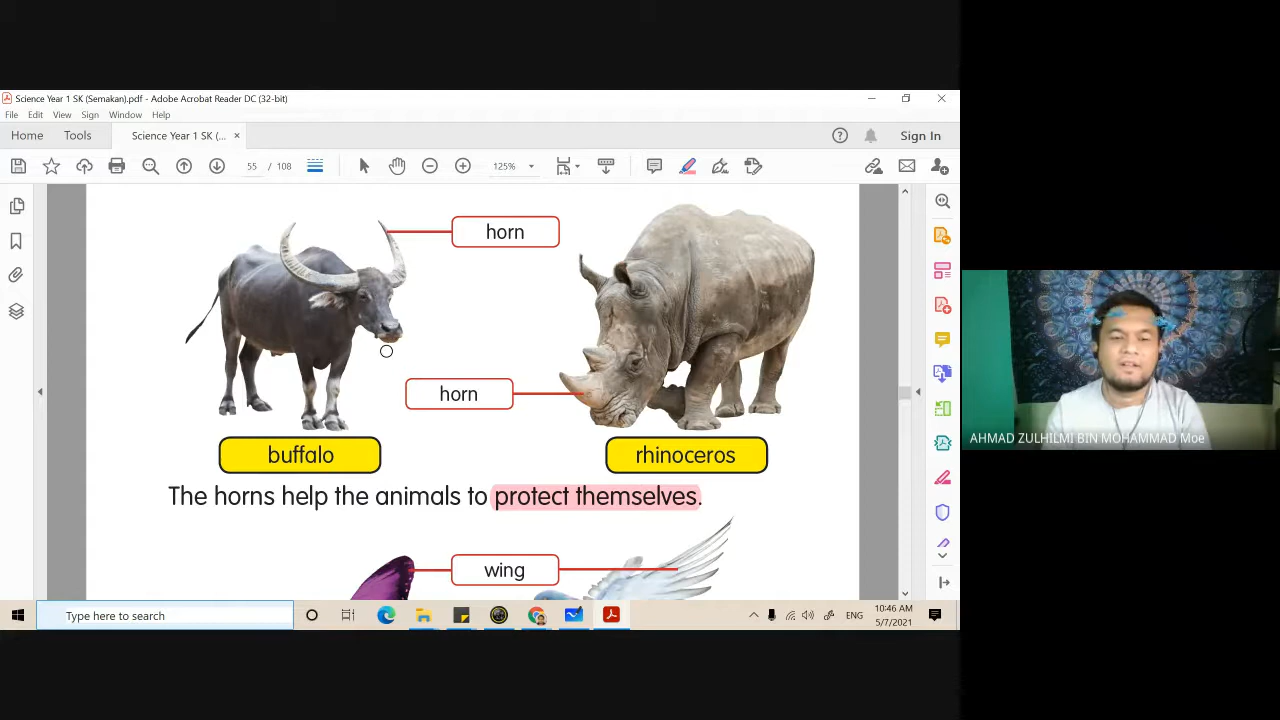 Science Year 1 SK (Semakan).pdf - Adobe Acrobat Reader DC (32-bit)
File Edit View Sign Window Help
Home Tools Science Year 1 SK (... × Sign In
55 / 108 125%
horn
horn
buffalo rhinoceros
The horns help the animals to protect themselves.
wing
AHMAD ZULHILMI BIN MOHAMMAD Moe
Type here to search
ENG
10:46 AM
5/7/2021